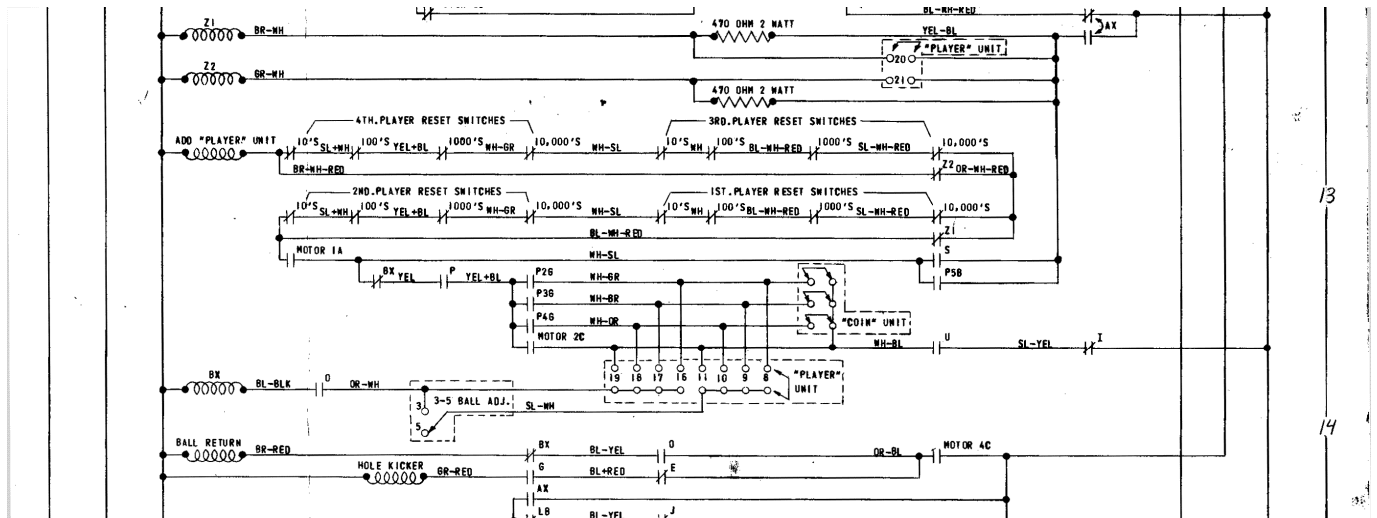 BL-WH-RED
Z1 BR-WH 470 OHM 2 WATT YEL-BL AX
"PLAYER" UNIT
20
Z2 GR-WH 21
470 OHM 2 WATT
4TH.PLAYER RESET SWITCHES 3RD.PLAYER RESET SWITCHES
ADD "PLAYER" UNIT 10'S SL+WH 100'S YEL+BL 1000'S WH-GR 10,000'S WH-SL 10'S WH 100'S BL-WH-RED 1000'S SL-WH-RED 10,000'S
BR-WH-RED Z2 OR-WH-RED
2ND.PLAYER RESET SWITCHES 1ST.PLAYER RESET SWITCHES
13
10'S SL+WH 100'S YEL+BL 1000'S WH-GR 10,000'S WH-SL 10'S WH 100'S BL-WH-RED 1000'S SL-WH-RED 10,000'S
BL-WH-RED Z1
MOTOR 1A WH-SL S
BX YEL P YEL+BL P2G WH-GR P5B
P3G WH-BR
P4G WH-OR "COIN" UNIT
MOTOR 2C WH-BL U SL-YEL I
19 18 17 16 11 10 9 8 "PLAYER" UNIT
BX BL-BLK O OR-WH
3-5 BALL ADJ. SL-WH
3
5
14
BALL RETURN BR-RED BX BL-YEL O OR-BL MOTOR 4C
HOLE KICKER GR-RED G BL+RED E
AX
LB BL-YEL J